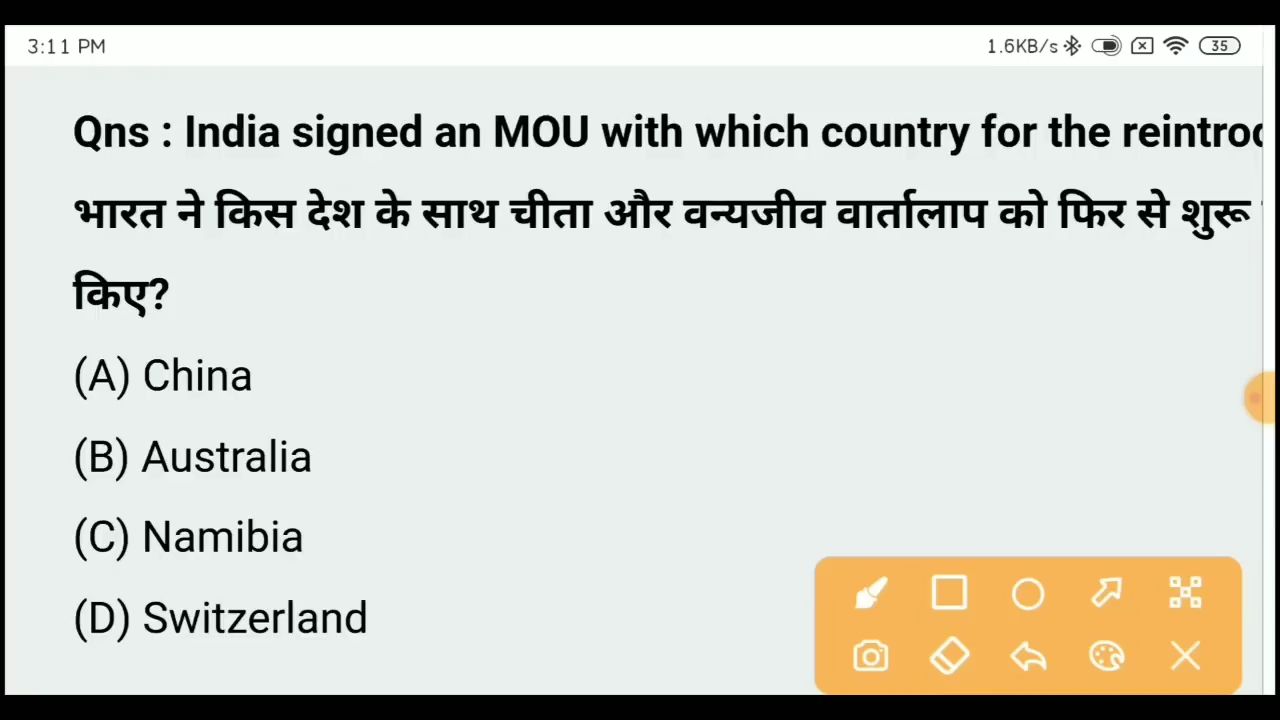 3:11 PM 1.6KB/s 35
Qns : India signed an MOU with which country for the
भारत ने किस देश के साथ चीता और वन्यजीव वार्तालाप को फिर से शुरू
किए?
(A) China
(B) Australia
(C) Namibia
(D) Switzerland